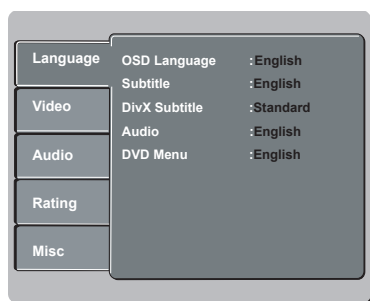 Language
Video
Audio
Rating
Misc
OSD Language :English
Subtitle :English
DivX Subtitle :Standard
Audio :English
DVD Menu :English